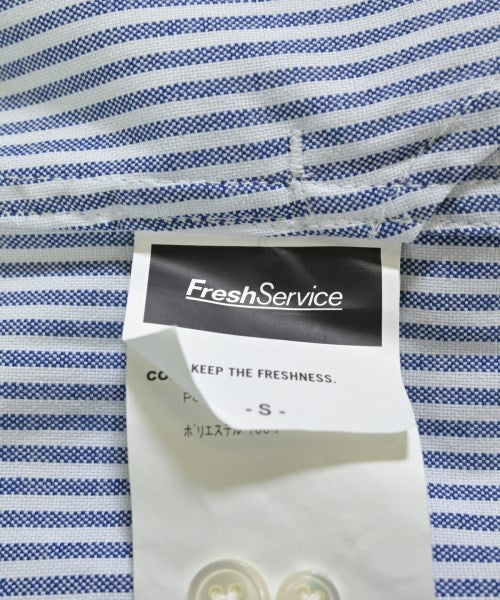 FreshService
KEEP THE FRESHNESS.
- S -
ポリエステル